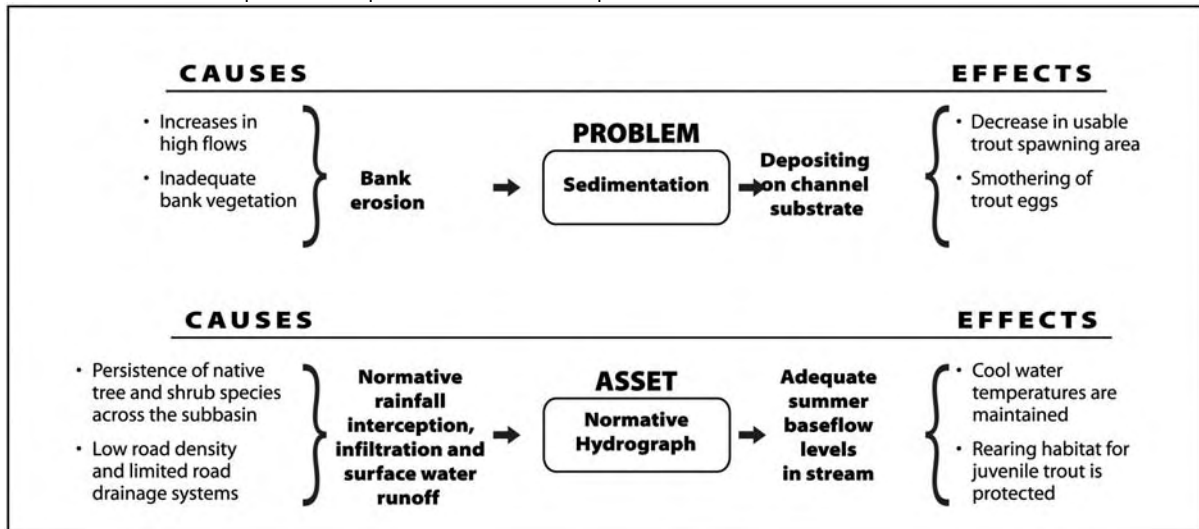 CAUSES
EFFECTS
• Increases in
high flows
• Inadequate
bank vegetation
Bank
erosion
PROBLEM
Sedimentation
Depositing
on channel
substrate
• Decrease in usable
trout spawning area
• Smothering of
trout eggs
CAUSES
EFFECTS
• Persistence of native
tree and shrub species
across the subbasin
• Low road density
and limited road
drainage systems
Normative
rainfall
interception,
infiltration and
surface water
runoff
ASSET
Normative
Hydrograph
Adequate
summer
baseflow
levels
in stream
• Cool water
temperatures are
maintained
• Rearing habitat for
juvenile trout is
protected